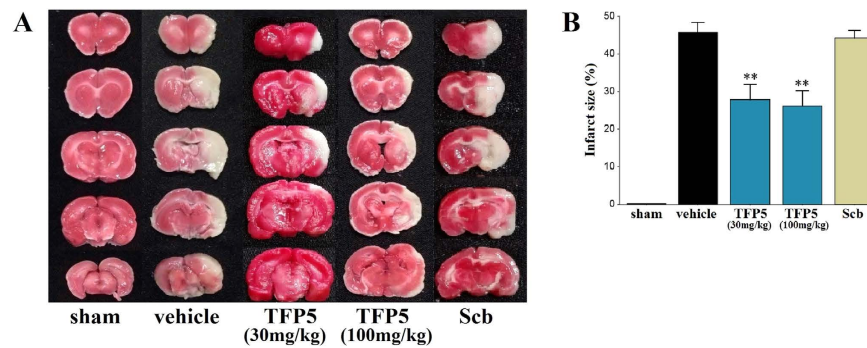 A
sham
vehicle
TFP5
(30mg/kg)
TFP5
(100mg/kg)
Scb
B
Infarct size (%)
50
40
30
20
10
0
**
**
sham
vehicle
TFP5
(30mg/kg)
TFP5
(100mg/kg)
Scb